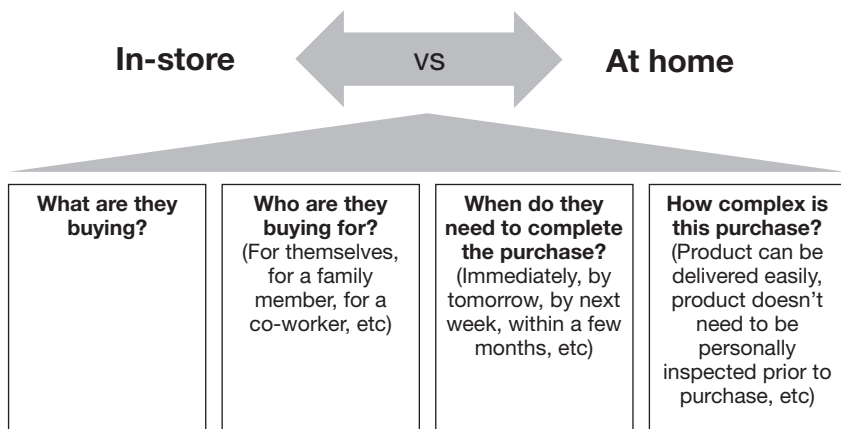 In-store
vs
At home
What are they
buying?
Who are they
buying for?
(For themselves,
for a family
member, for a
co-worker, etc)
When do they
need to complete
the purchase?
(Immediately, by
tomorrow, by next
week, within a few
months, etc)
How complex is
this purchase?
(Product can be
delivered easily,
product doesn’t
need to be
personally
inspected prior to
purchase, etc)